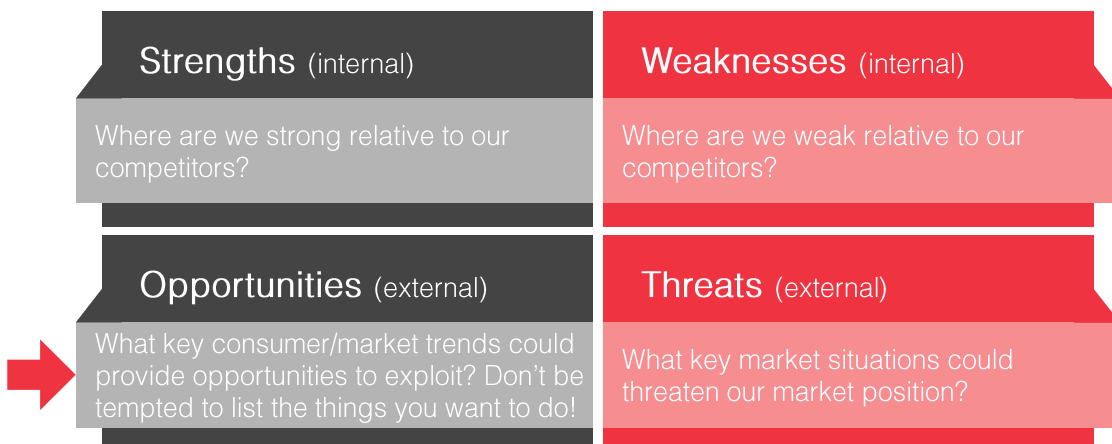 Strengths (internal)
Where are we strong relative to our
competitors?
Weaknesses (internal)
Where are we weak relative to our
competitors?
Opportunities (external)
What key consumer/market trends could
provide opportunities to exploit? Don’t be
tempted to list the things you want to do!
Threats (external)
What key market situations could
threaten our market position?